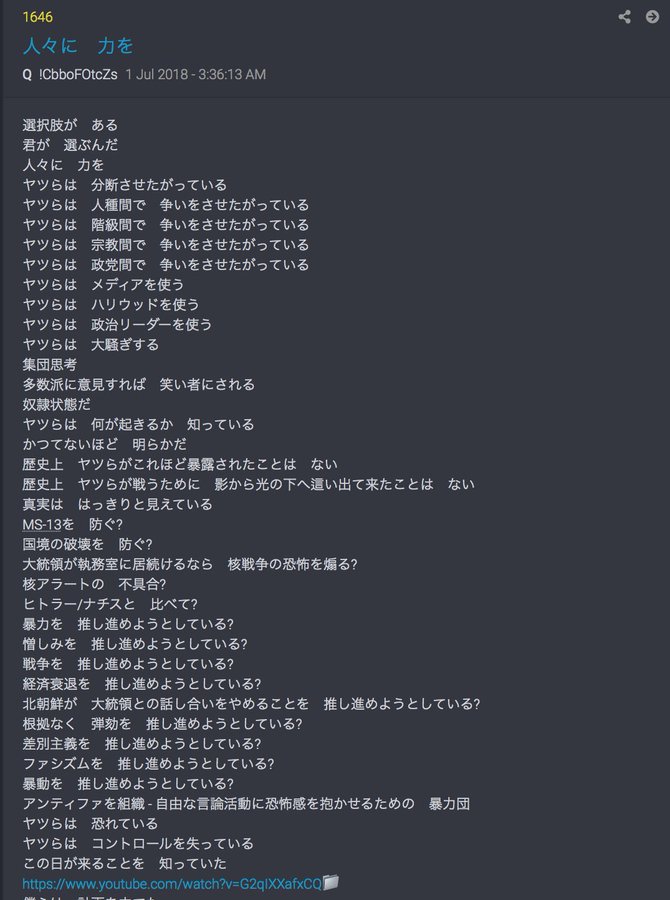 1646
人々に　力を
Q !CbboFOtcZs 1 Jul 2018 - 3:36:13 AM
選択肢が　ある
君が　選ぶんだ
人々に　力を
ヤツらは　分断させたがっている
ヤツらは　人種間で　争いをさせたがっている
ヤツらは　階級間で　争いをさせたがっている
ヤツらは　宗教間で　争いをさせたがっている
ヤツらは　政党間で　争いをさせたがっている
ヤツらは　メディアを使う
ヤツらは　ハリウッドを使う
ヤツらは　政治リーダーを使う
ヤツらは　大騒ぎする
集団思考
多数派に意見すれば　笑い者にされる
奴隷状態だ
ヤツらは　何が起きるか　知っている
かつてないほど　明らかだ
歴史上　ヤツらがこれほど暴露されたことは　ない
歴史上　ヤツらが戦うために　影から光の下へ這い出て来たことは　ない
真実は　はっきりと見えている
MS-13を　防ぐ?
国境の破壊を　防ぐ?
大統領が執務室に居続けるなら　核戦争の恐怖を煽る?
核アラートの　不具合?
ヒトラー/ナチスと　比べて?
暴力を　推し進めようとしている?
憎しみを　推し進めようとしている?
戦争を　推し進めようとしている?
経済衰退を　推し進めようとしている?
北朝鮮が　大統領との話し合いをやめることを　推し進めようとしている?
根拠なく　弾劾を　推し進めようとしている?
差別主義を　推し進めようとしている?
ファシズムを　推し進めようとしている?
暴動を　推し進めようとしている?
アンティファを組織 - 自由な言論活動に恐怖感を抱かせるための　暴力団
ヤツらは　恐れている
ヤツらは　コントロールを失っている
この日が来ることを　知っていた
https://www.youtube.com/watch?v=G2qIXXafxCQ